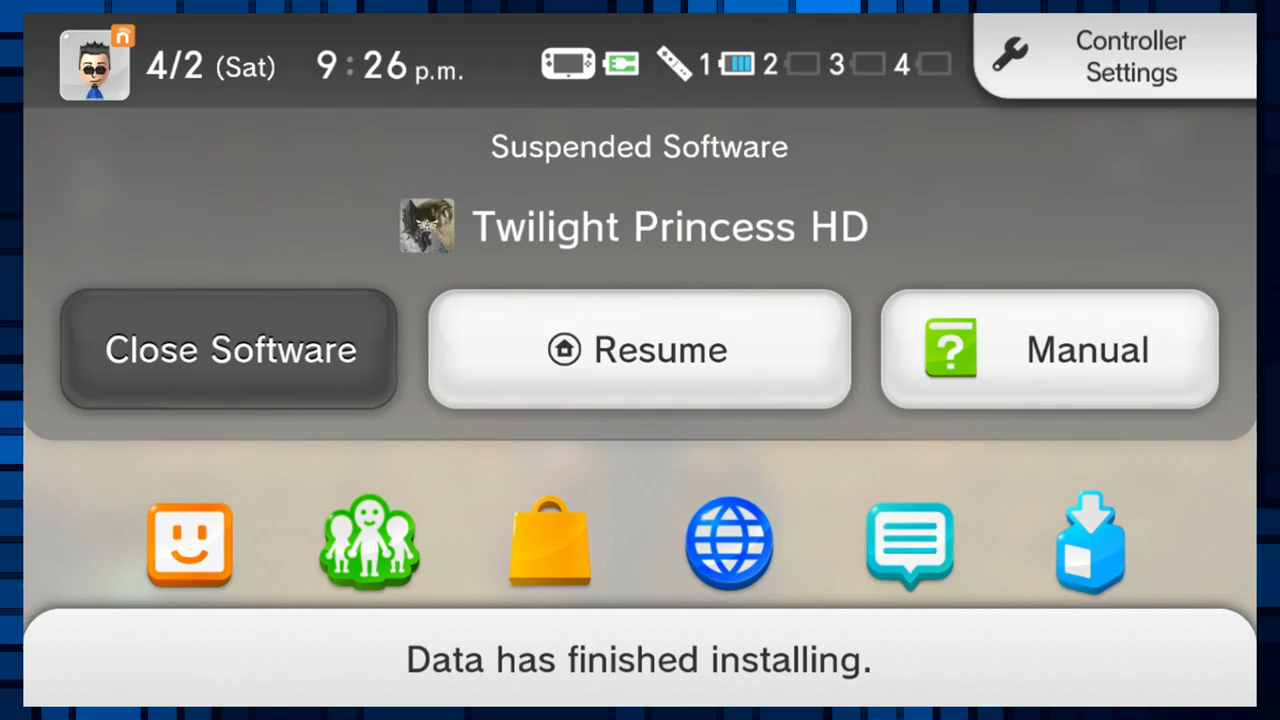 4/2 (Sat) 9:26 p.m. 1 2 3 4
Controller
Settings
Suspended Software
Twilight Princess HD
Close Software
Resume
Manual
Data has finished installing.